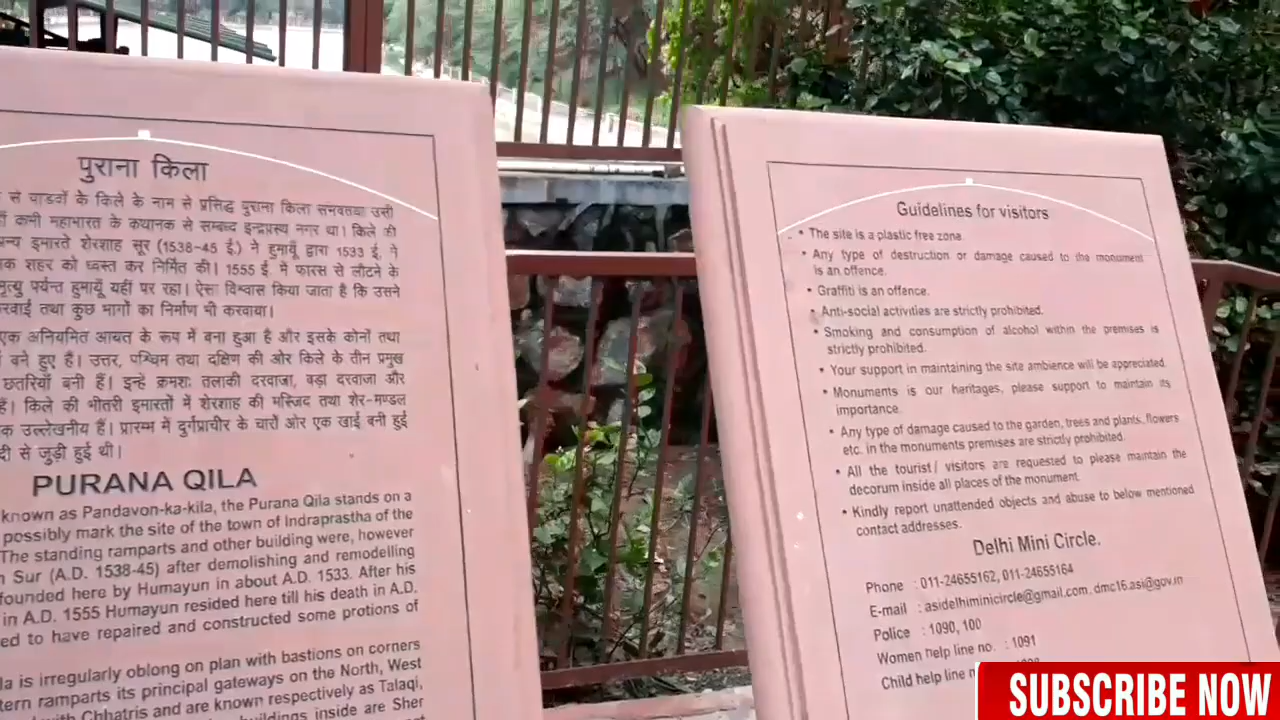 पुराना किला
से पांडवों के किले के नाम से प्रसिद्ध पुराना किला संभवतया उसी
कभी महाभारत के कथानक से सम्बद्ध इन्द्रप्रस्थ नगर था। किले की
अन्य इमारते शेरशाह सूर (1538-45 ई.) ने हुमायूँ द्वारा 1533 ई. ने
शहर को ध्वस्त कर निर्मित की। 1555 ई. में फारस से लौटने के
मृत्यु पर्यन्त हुमायूँ यहीं पर रहा। ऐसा विश्वास किया जाता है कि उसने
तथा कुछ भागों का निर्माण भी करवाया।
एक अनियमित आयत के रूप में बना हुआ है और इसके कोनों तथा
बने हुए हैं। उत्तर, पश्चिम तथा दक्षिण की ओर किले के तीन प्रमुख
छतरियाँ बनी हैं। इन्हें क्रमशः तलाकी दरवाजा, बड़ा दरवाजा और
हैं। किले की भीतरी इमारतों में शेरशाह की मस्जिद तथा शेर-मण्डल
उल्लेखनीय हैं। प्रारम्भ में दुर्गप्राचीर के चारों ओर एक खाई बनी हुई
से जुड़ी हुई थी।
PURANA QILA
known as Pandavon-ka-kila, the Purana Qila stands on a
possibly mark the site of the town of Indraprastha of the
The standing ramparts and other building were, however
Sur (A.D. 1538-45) after demolishing and remodelling
founded here by Humayun in about A.D. 1533. After his
in A.D. 1555 Humayun resided here till his death in A.D.
ed to have repaired and constructed some protions of
la is irregularly oblong on plan with bastions on corners
tern ramparts its principal gateways on the North, West
with Chhatris and are known respectively as Talaqi,
buildings inside are Sher
Guidelines for visitors
• The site is a plastic free zona.
• Any type of destruction or damage caused to the monument
is an offence.
• Graffiti is an offence.
• Anti-social activities are strictly prohibited.
• Smoking and consumption of alcohol within the premises is
strictly prohibited.
• Your support in maintaining the site ambience will be appreciated.
• Monuments is our heritages, please support to maintain its
importance.
• Any type of damage caused to the garden, trees and plants, flowers
etc. in the monuments premises are strictly prohibited.
• All the tourist/ visitors are requested to please maintain the
decorum inside all places of the monument.
• Kindly report unattended objects and abuse to below mentioned
contact addresses.
Delhi Mini Circle.
Phone : 011-24655162, 011-24655164
E-mail : asidelhiminicircle@gmail.com, dmc16.asi@gov.in
Police : 1090, 100
Women help line no. : 1091
Child help line n
SUBSCRIBE NOW